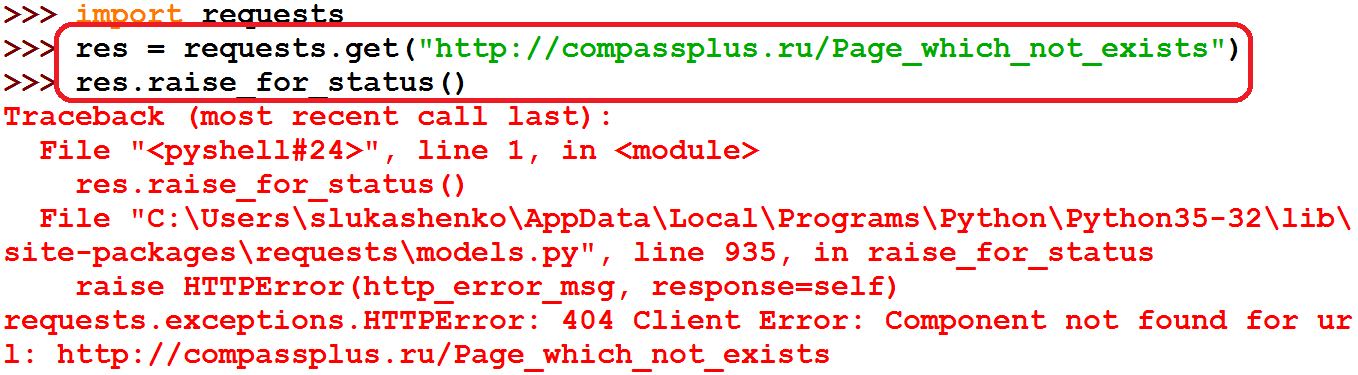 >>> import requests
>>> res = requests.get("http://compassplus.ru/Page_which_not_exists")
>>> res.raise_for_status()
Traceback (most recent call last):
  File "<pyshell#24>", line 1, in <module>
    res.raise_for_status()
  File "C:\Users\slukashenko\AppData\Local\Programs\Python\Python35-32\lib\
site-packages\requests\models.py", line 935, in raise_for_status
    raise HTTPError(http_error_msg, response=self)
requests.exceptions.HTTPError: 404 Client Error: Component not found for ur
l: http://compassplus.ru/Page_which_not_exists